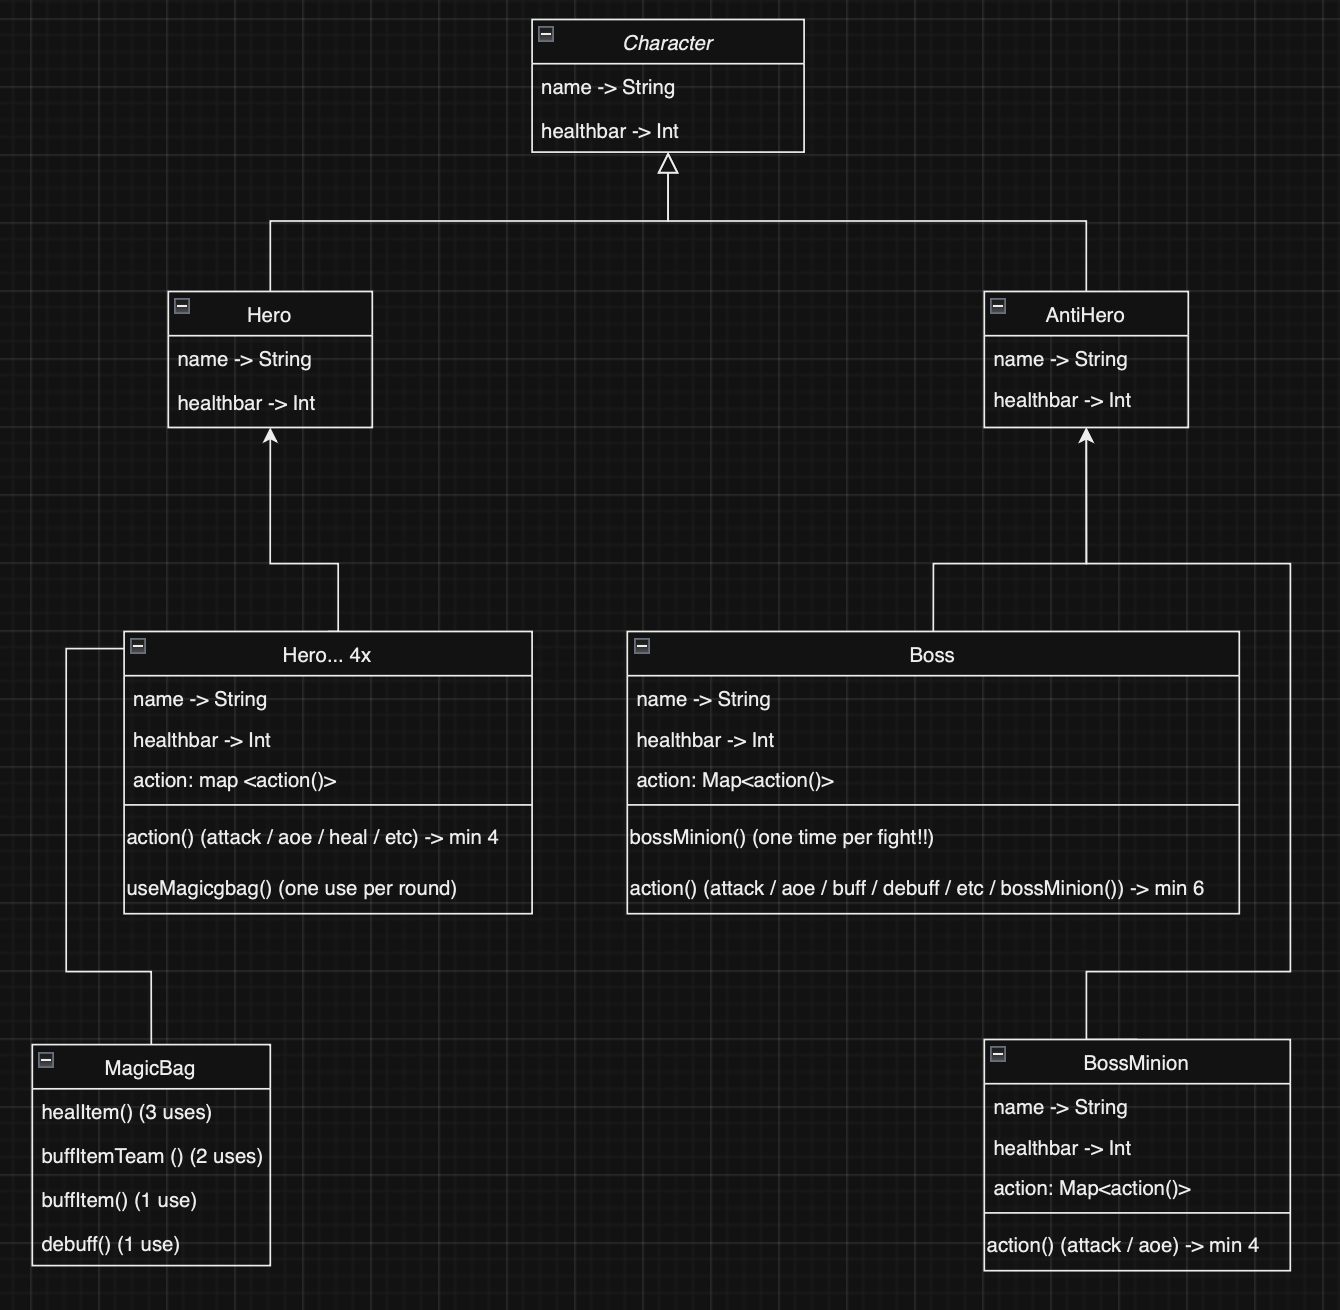 Character
name -> String
healthbar -> Int
Hero
name -> String
healthbar -> Int
AntiHero
name -> String
healthbar -> Int
Hero... 4x
name -> String
healthbar -> Int
action: map <action()>
action() (attack / aoe / heal / etc) -> min 4
useMagicgbag() (one use per round)
Boss
name -> String
healthbar -> Int
action: Map<action()>
bossMinion() (one time per fight!!)
action() (attack / aoe / buff / debuff / etc / bossMinion()) -> min 6
MagicBag
healItem() (3 uses)
buffItemTeam () (2 uses)
buffItem() (1 use)
debuff() (1 use)
BossMinion
name -> String
healthbar -> Int
action: Map<action()>
action() (attack / aoe) -> min 4